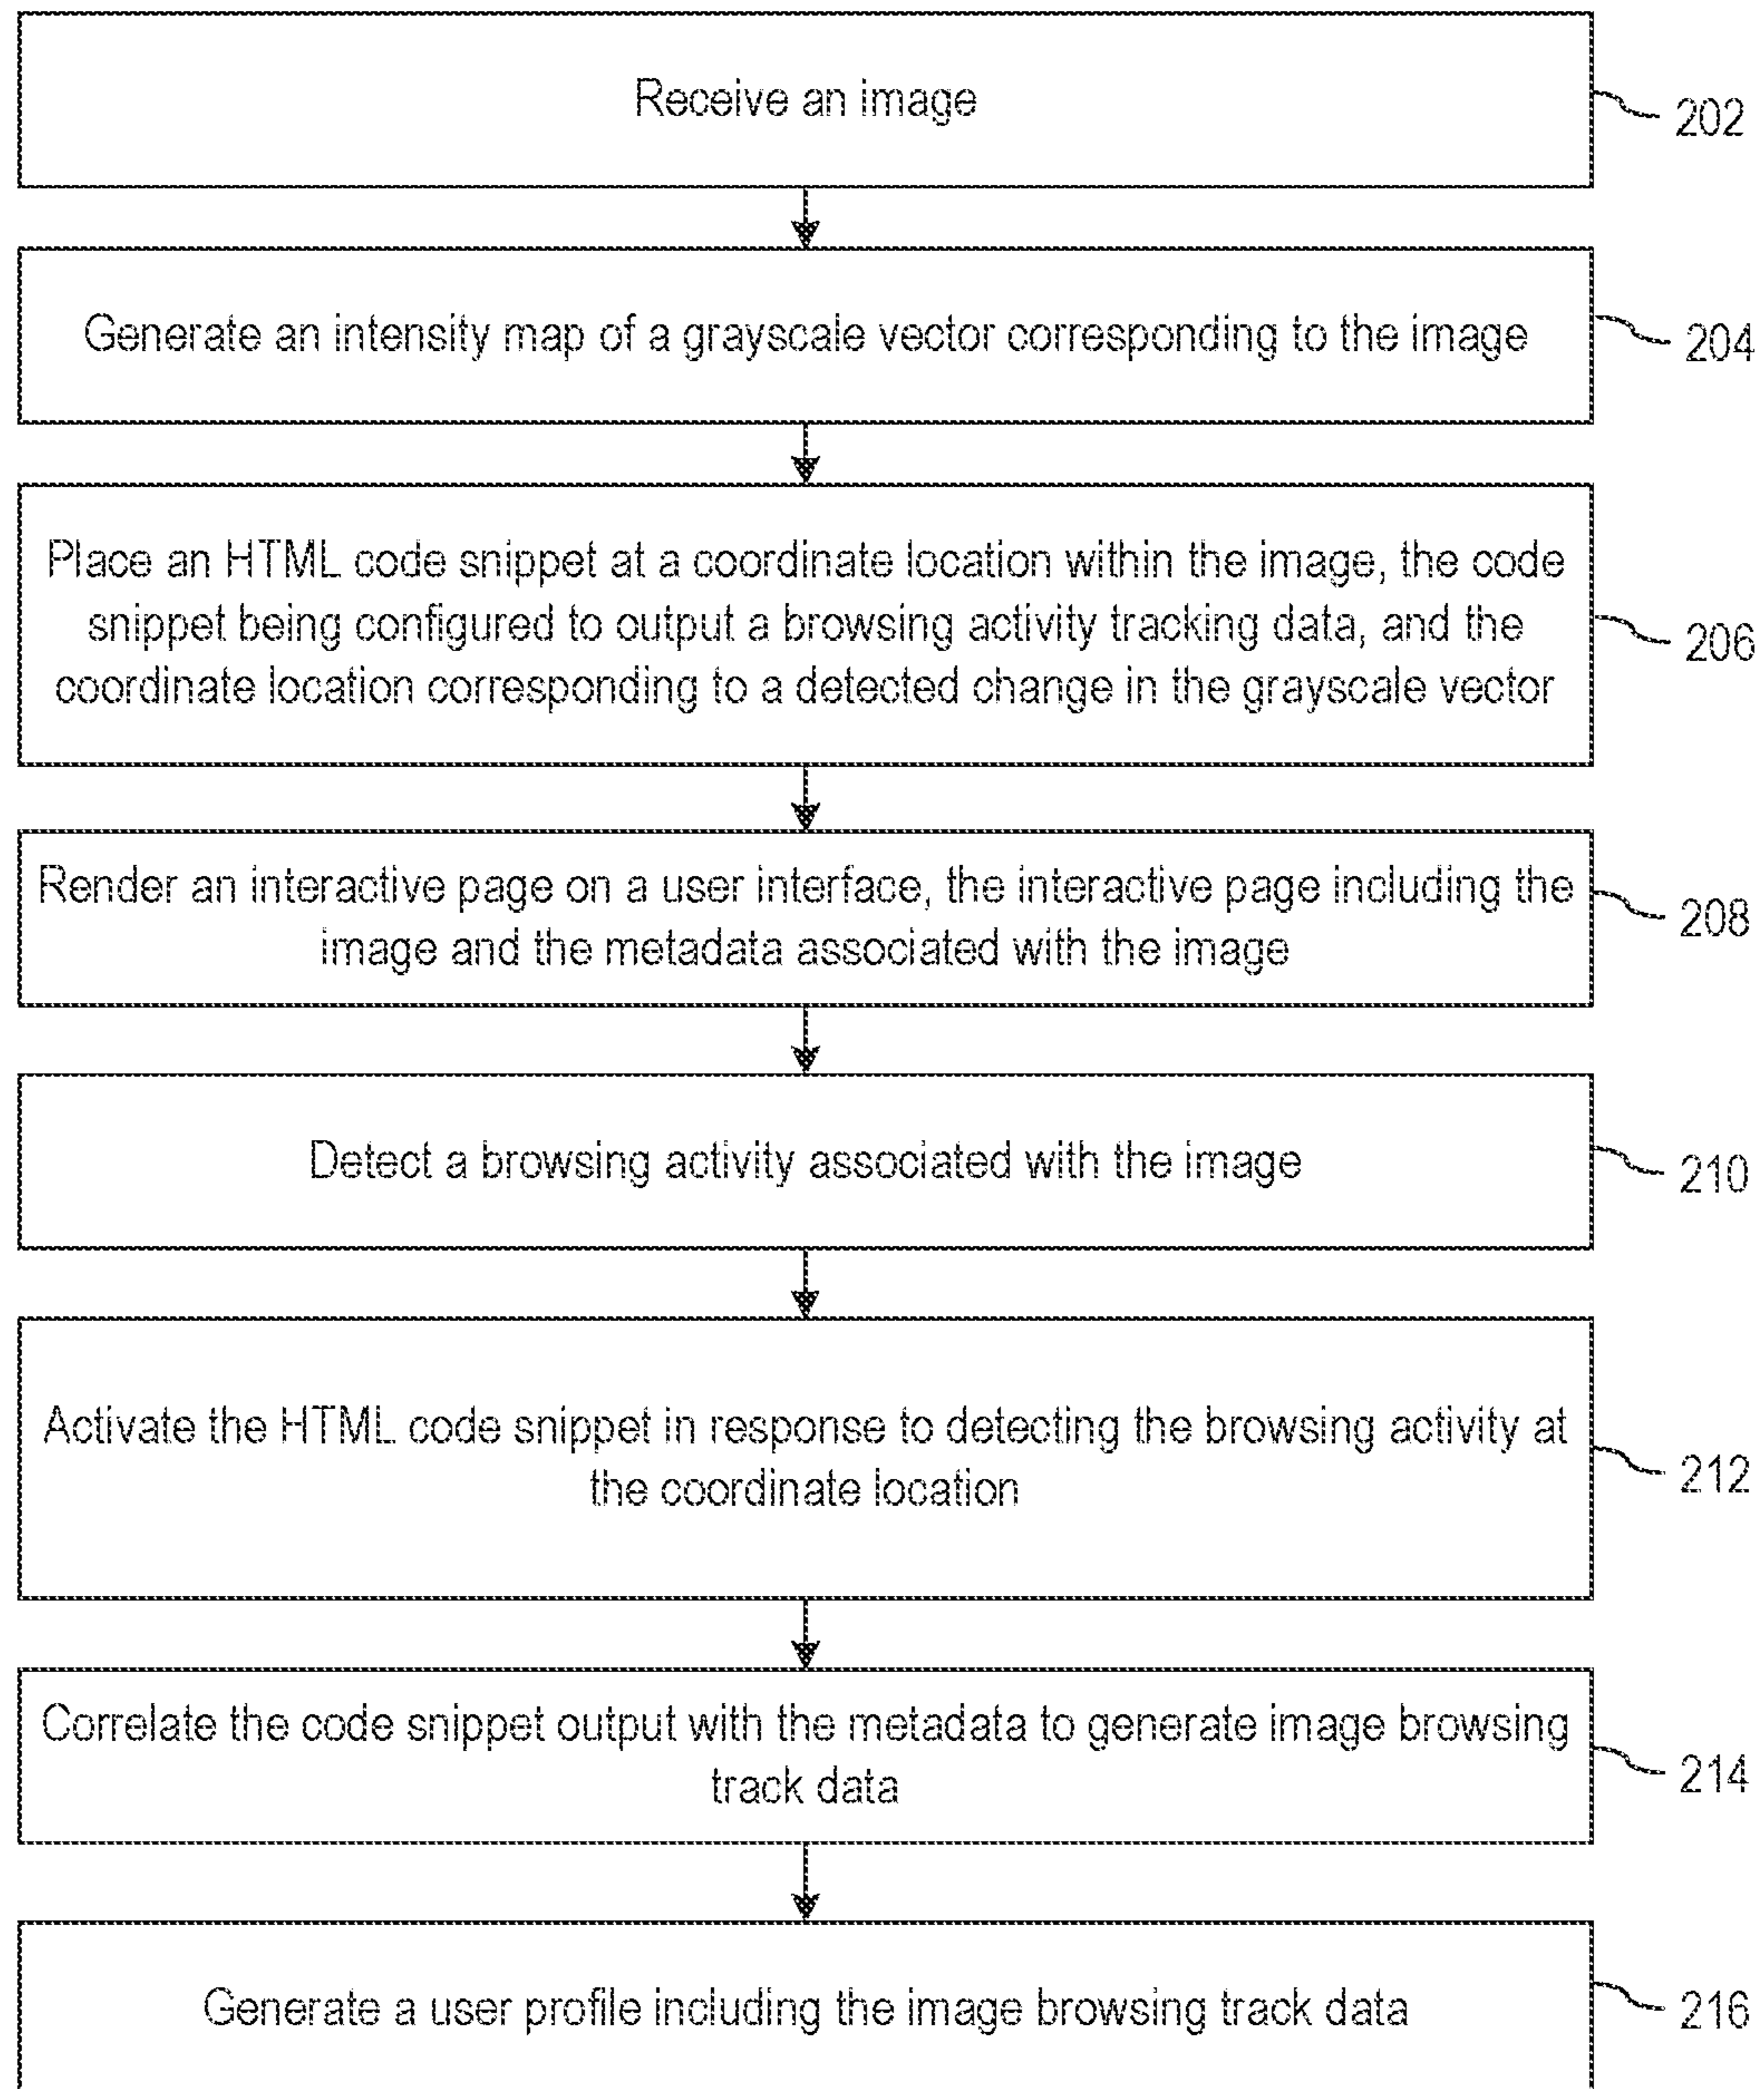 Receive an image
202
Generate an intensity map of a grayscale vector corresponding to the image
204
Place an HTML code snippet at a coordinate location within the image, the code
snippet being configured to output a browsing activity tracking data, and the
coordinate location corresponding to a detected change in the grayscale vector
206
Render an interactive page on a user interface, the interactive page including the
image and the metadata associated with the image
208
Detect a browsing activity associated with the image
210
Activate the HTML code snippet in response to detecting the browsing activity at
the coordinate location
212
Correlate the code snippet output with the metadata to generate image browsing
track data
214
Generate a user profile including the image browsing track data
216